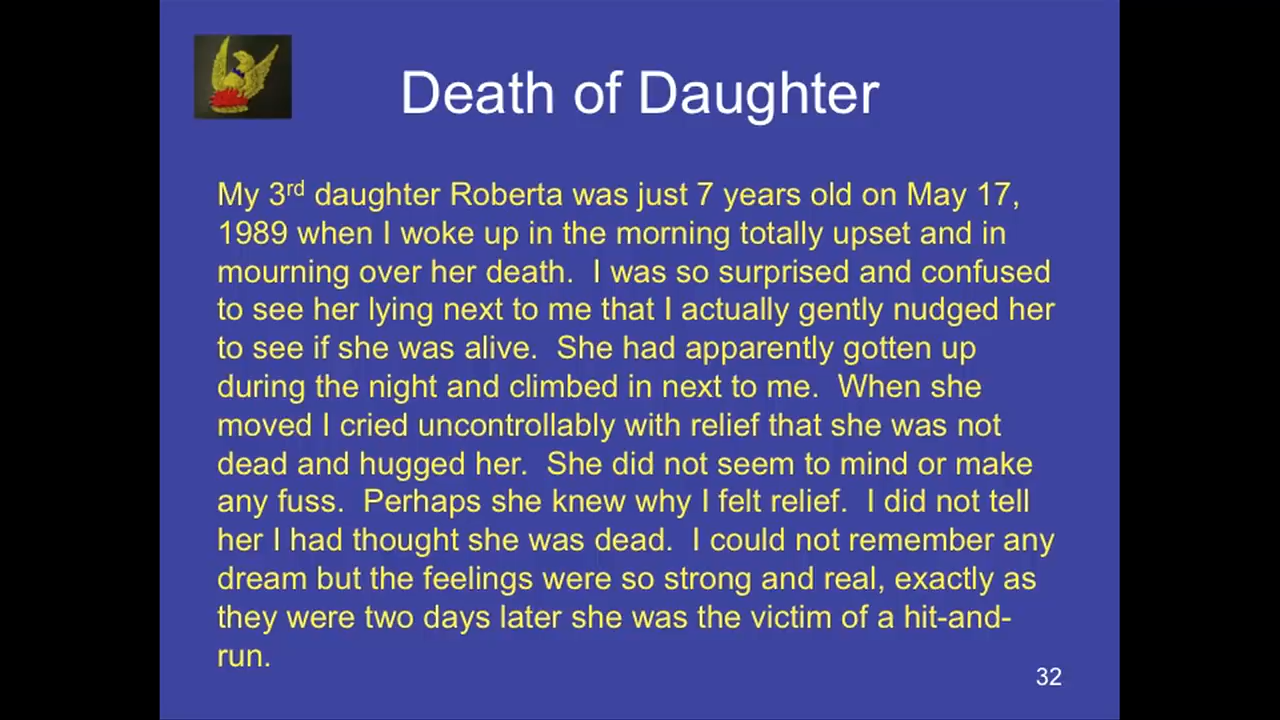 Death of Daughter
My 3rd daughter Roberta was just 7 years old on May 17,
1989 when I woke up in the morning totally upset and in
mourning over her death.  I was so surprised and confused
to see her lying next to me that I actually gently nudged her
to see if she was alive.  She had apparently gotten up
during the night and climbed in next to me.  When she
moved I cried uncontrollably with relief that she was not
dead and hugged her.  She did not seem to mind or make
any fuss.  Perhaps she knew why I felt relief.  I did not tell
her I had thought she was dead.  I could not remember any
dream but the feelings were so strong and real, exactly as
they were two days later she was the victim of a hit-and-
run.
32